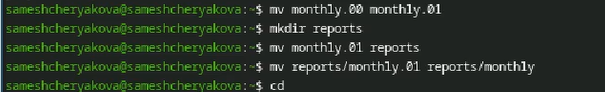 sameshcheryakova@sameshcheryakova:~$ mv monthly.00 monthly.01
sameshcheryakova@sameshcheryakova:~$ mkdir reports
sameshcheryakova@sameshcheryakova:~$ mv monthly.01 reports
sameshcheryakova@sameshcheryakova:~$ mv reports/monthly.01 reports/monthly
sameshcheryakova@sameshcheryakova:~$ cd